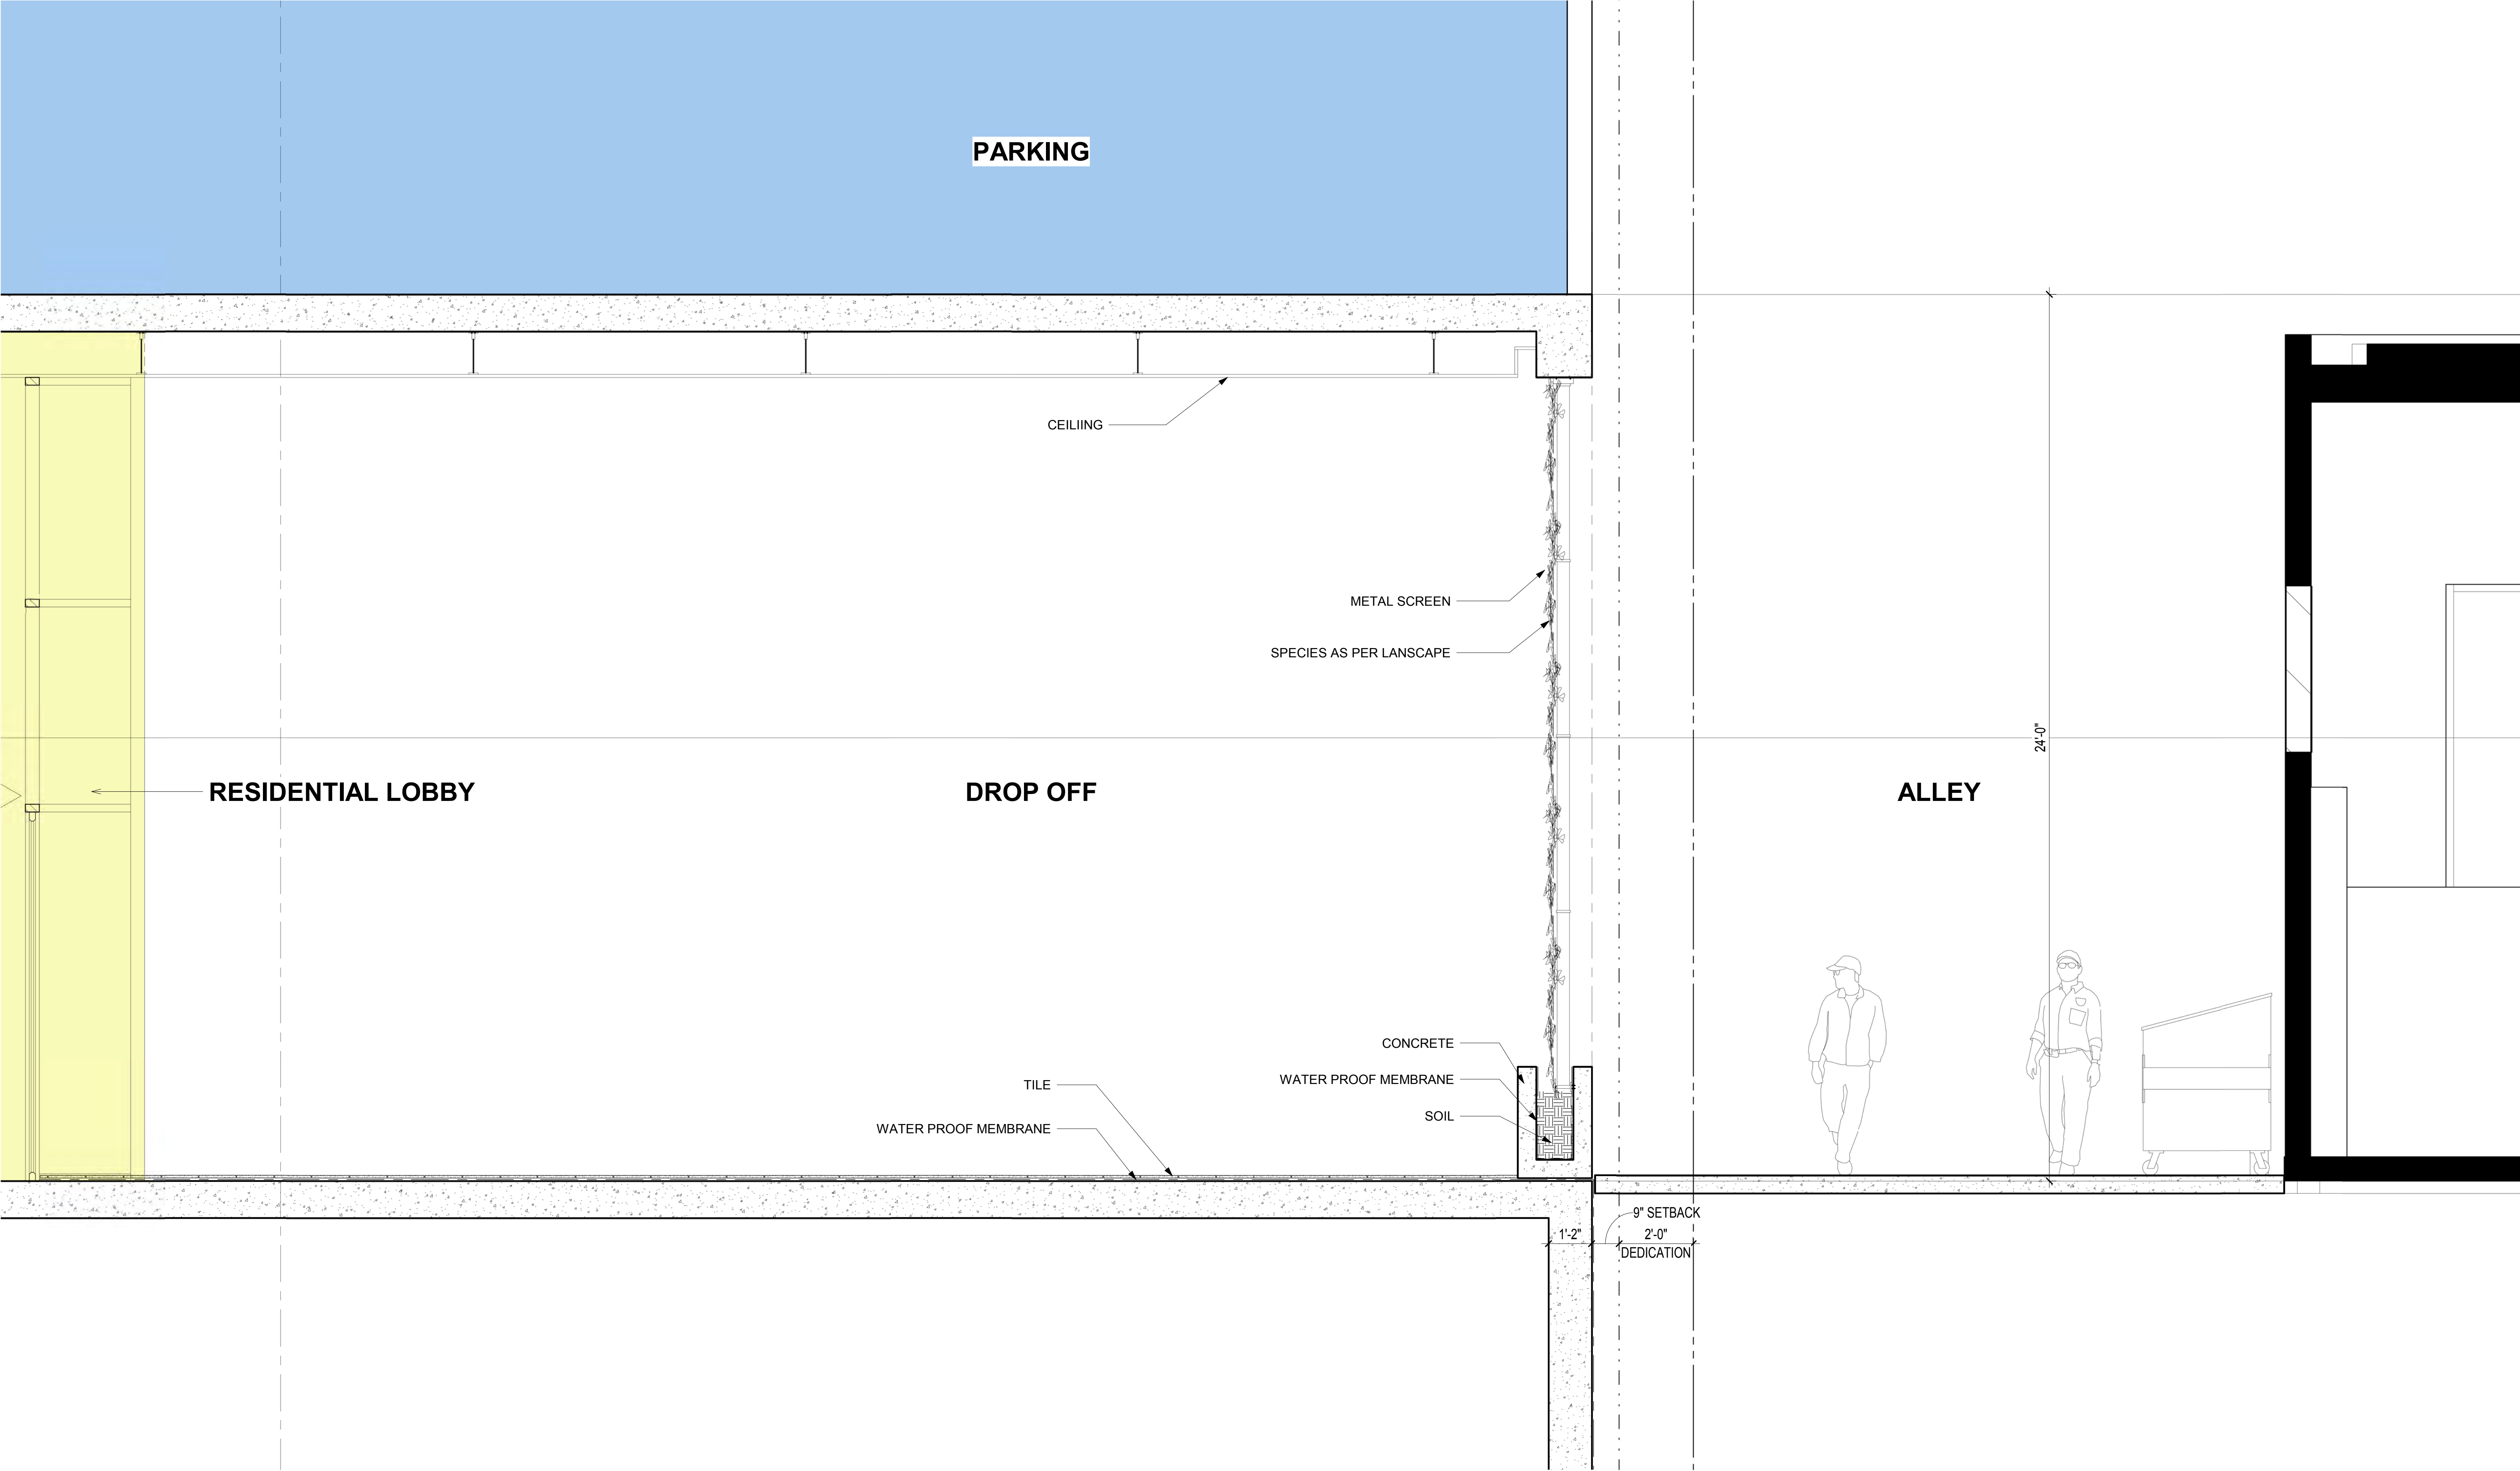 PARKING
CEILIING
METAL SCREEN
SPECIES AS PER LANSCAPE
24'-0"
RESIDENTIAL LOBBY
DROP OFF
ALLEY
CONCRETE
WATER PROOF MEMBRANE
SOIL
TILE
WATER PROOF MEMBRANE
9" SETBACK
1'-2"
2'-0"
DEDICATION